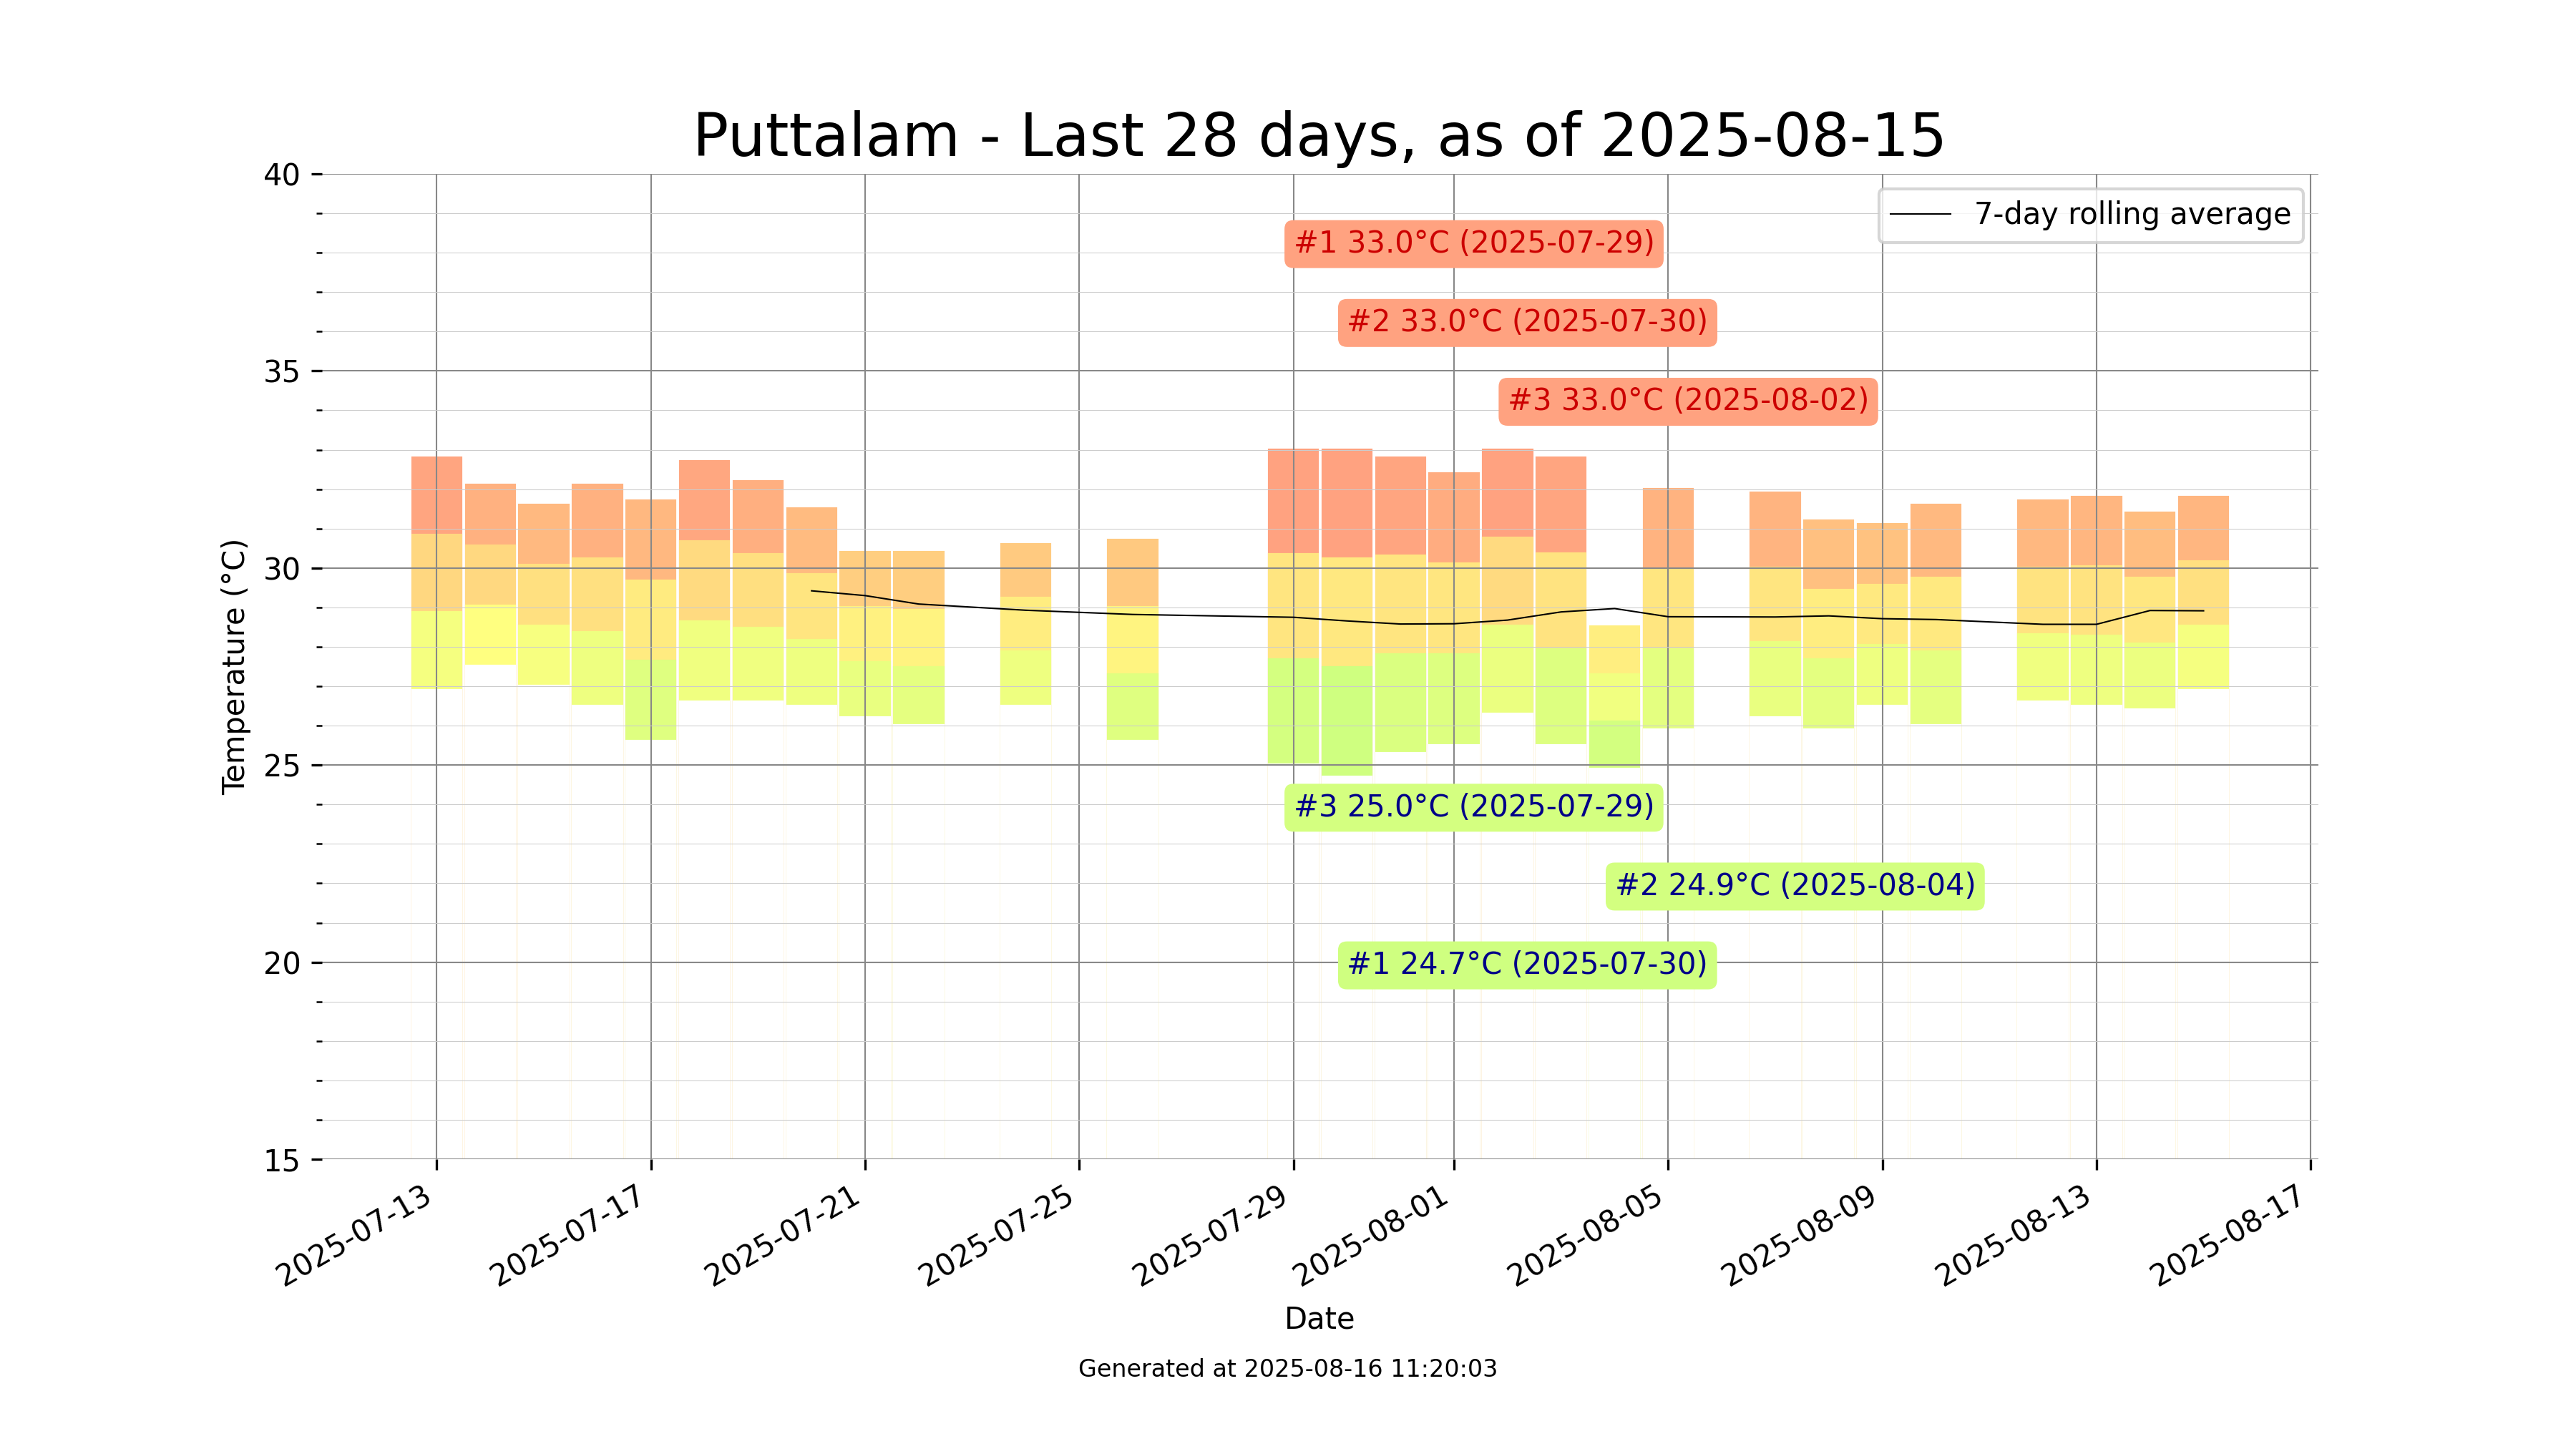 Puttalam - Last 28 days, as of 2025-08-15
7-day rolling average
#1 33.0°C (2025-07-29)
#2 33.0°C (2025-07-30)
#3 33.0°C (2025-08-02)
#3 25.0°C (2025-07-29)
#2 24.9°C (2025-08-04)
#1 24.7°C (2025-07-30)
Temperature (°C)
40
35
30
25
20
15
2025-07-13
2025-07-17
2025-07-21
2025-07-25
2025-07-29
2025-08-01
2025-08-05
2025-08-09
2025-08-13
2025-08-17
Date
Generated at 2025-08-16 11:20:03